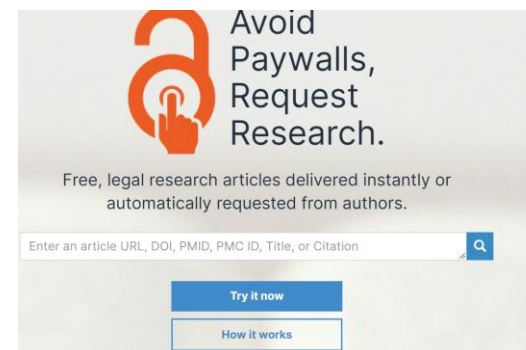 Avoid
Paywalls,
Request
Research.
Free, legal research articles delivered instantly or
automatically requested from authors.
Enter an article URL, DOI, PMID, PMC ID, Title, or Citation
Try it now
How it works